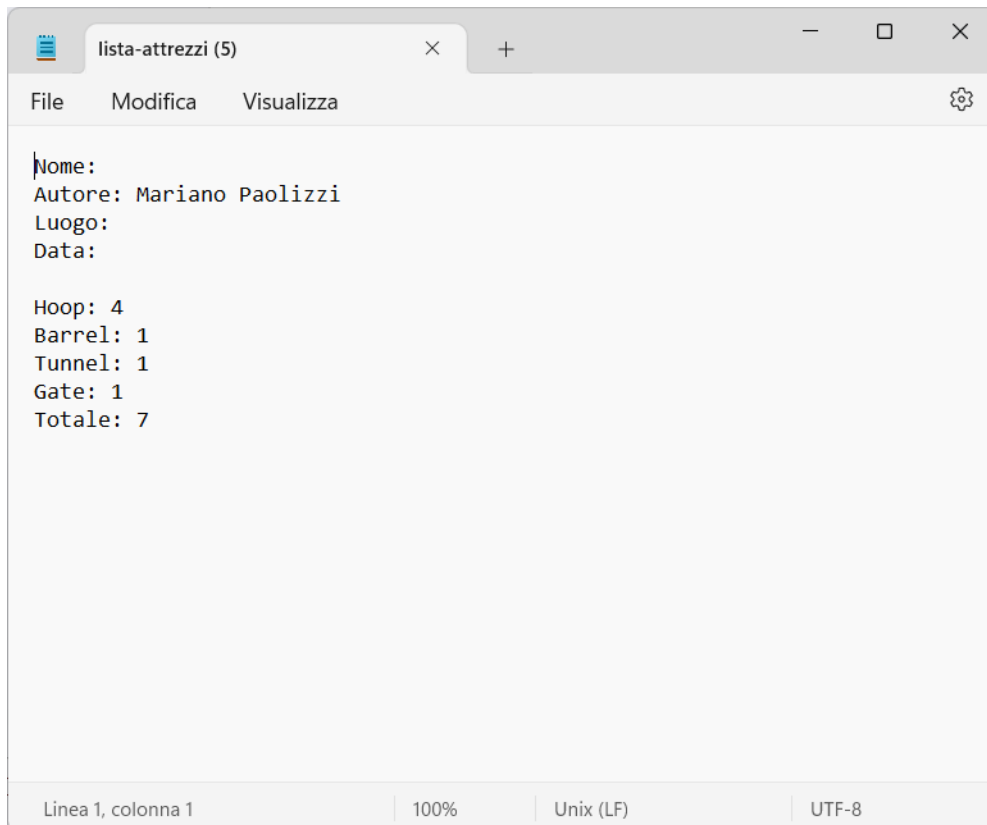 lista-attrezzi (5)
File Modifica Visualizza
Nome:
Autore: Mariano Paolizzi
Luogo:
Data:
Hoop: 4
Barrel: 1
Tunnel: 1
Gate: 1
Totale: 7
Linea 1, colonna 1 100% Unix (LF) UTF-8